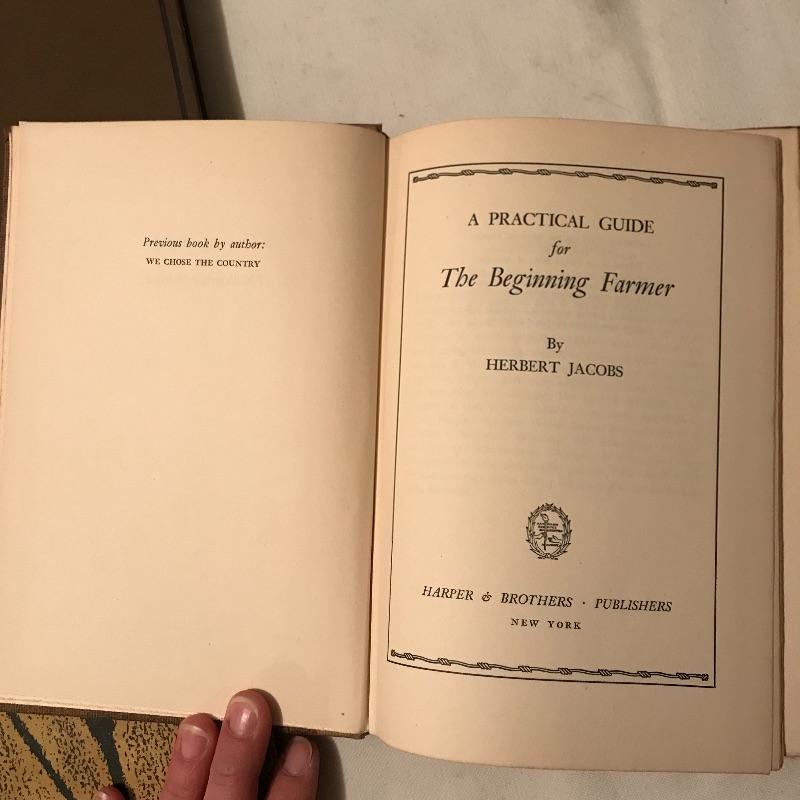 Previous book by author:
WE CHOSE THE COUNTRY
A PRACTICAL GUIDE
for
The Beginning Farmer
By
HERBERT JACOBS
HARPER & BROTHERS · PUBLISHERS
NEW YORK